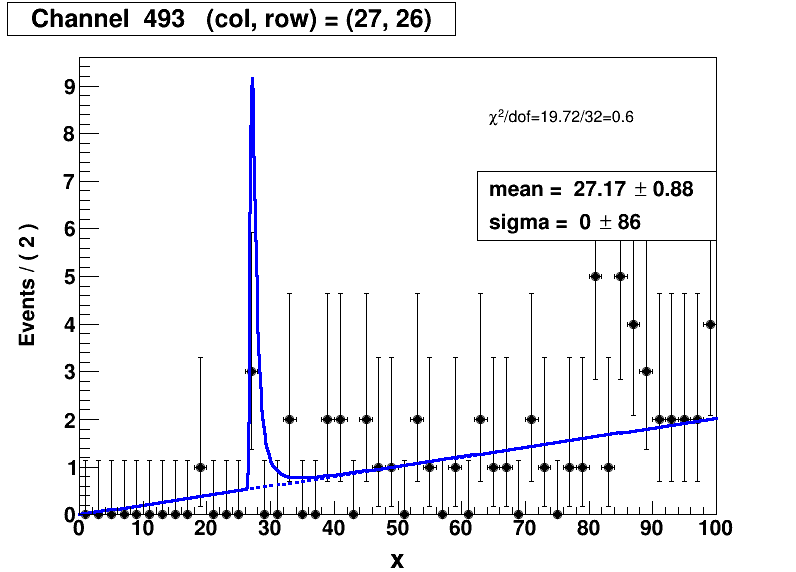 Channel 493 (col, row) = (27, 26)
χ²/dof=19.72/32=0.6
mean = 27.17 ± 0.88
sigma = 0 ± 86
Events / ( 2 )
9
8
7
6
5
4
3
2
1
0
0 10 20 30 40 50 60 70 80 90 100
x